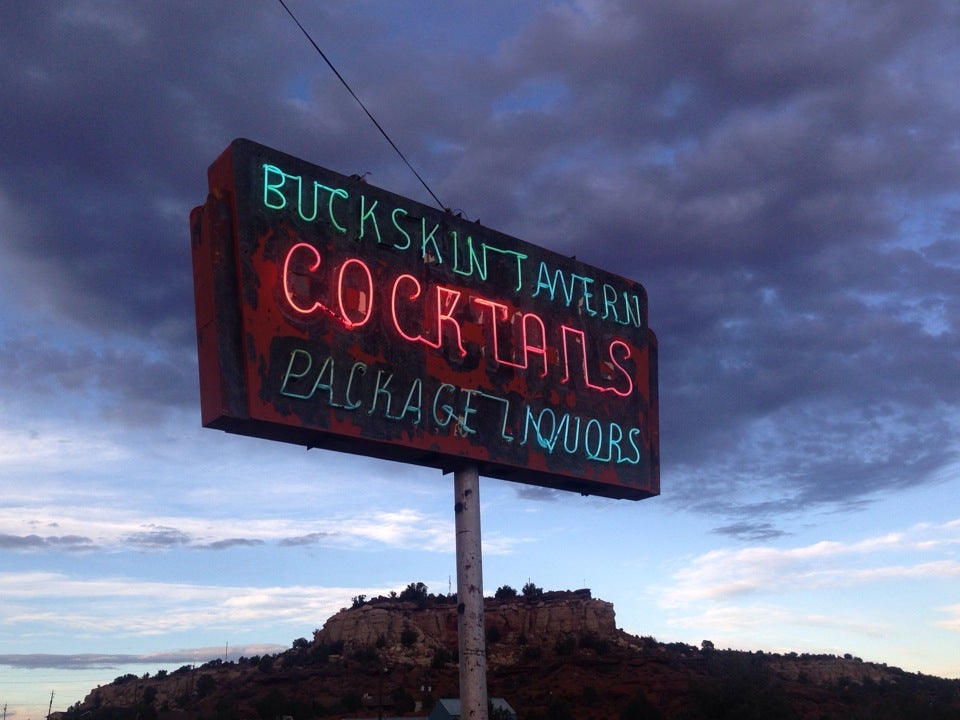 BUCKSKIN TAVERN
COCKTAILS
PACKAGE LIQUORS